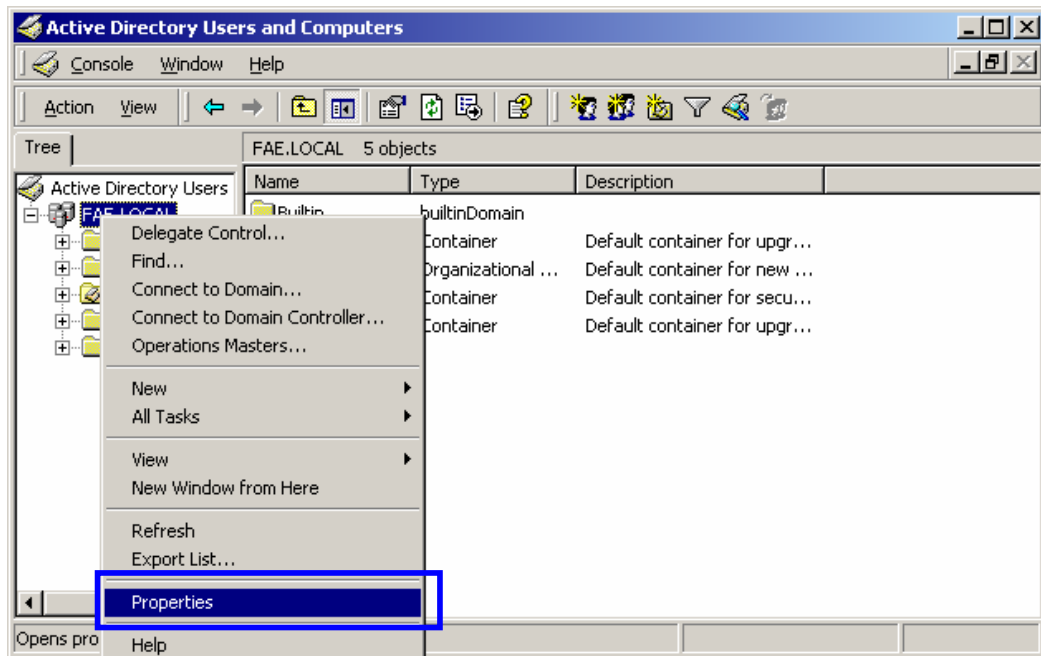 Active Directory Users and Computers
Console Window Help
Action View
Tree
FAE.LOCAL 5 objects
Active Directory Users
Name Type Description
FAE.LOCAL
Builtin builtinDomain
Container Default container for upgr...
Organizational ... Default container for new ...
Container Default container for secu...
Container Default container for upgr...
Delegate Control...
Find...
Connect to Domain...
Connect to Domain Controller...
Operations Masters...
New
All Tasks
View
New Window from Here
Refresh
Export List...
Properties
Help
Opens pro